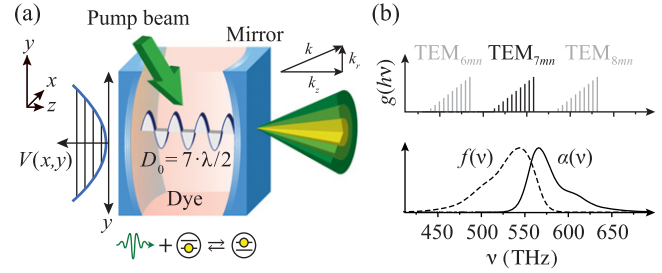 (a)
Pump beam
Mirror
y
x
z
k
k_r
k_z
V(x,y)
D_0 = 7·λ/2
Dye
y
+ ⇄
(b)
TEM_6mn TEM_7mn TEM_8mn
g(hν)
f(ν) α(ν)
450 500 550 600 650
ν (THz)